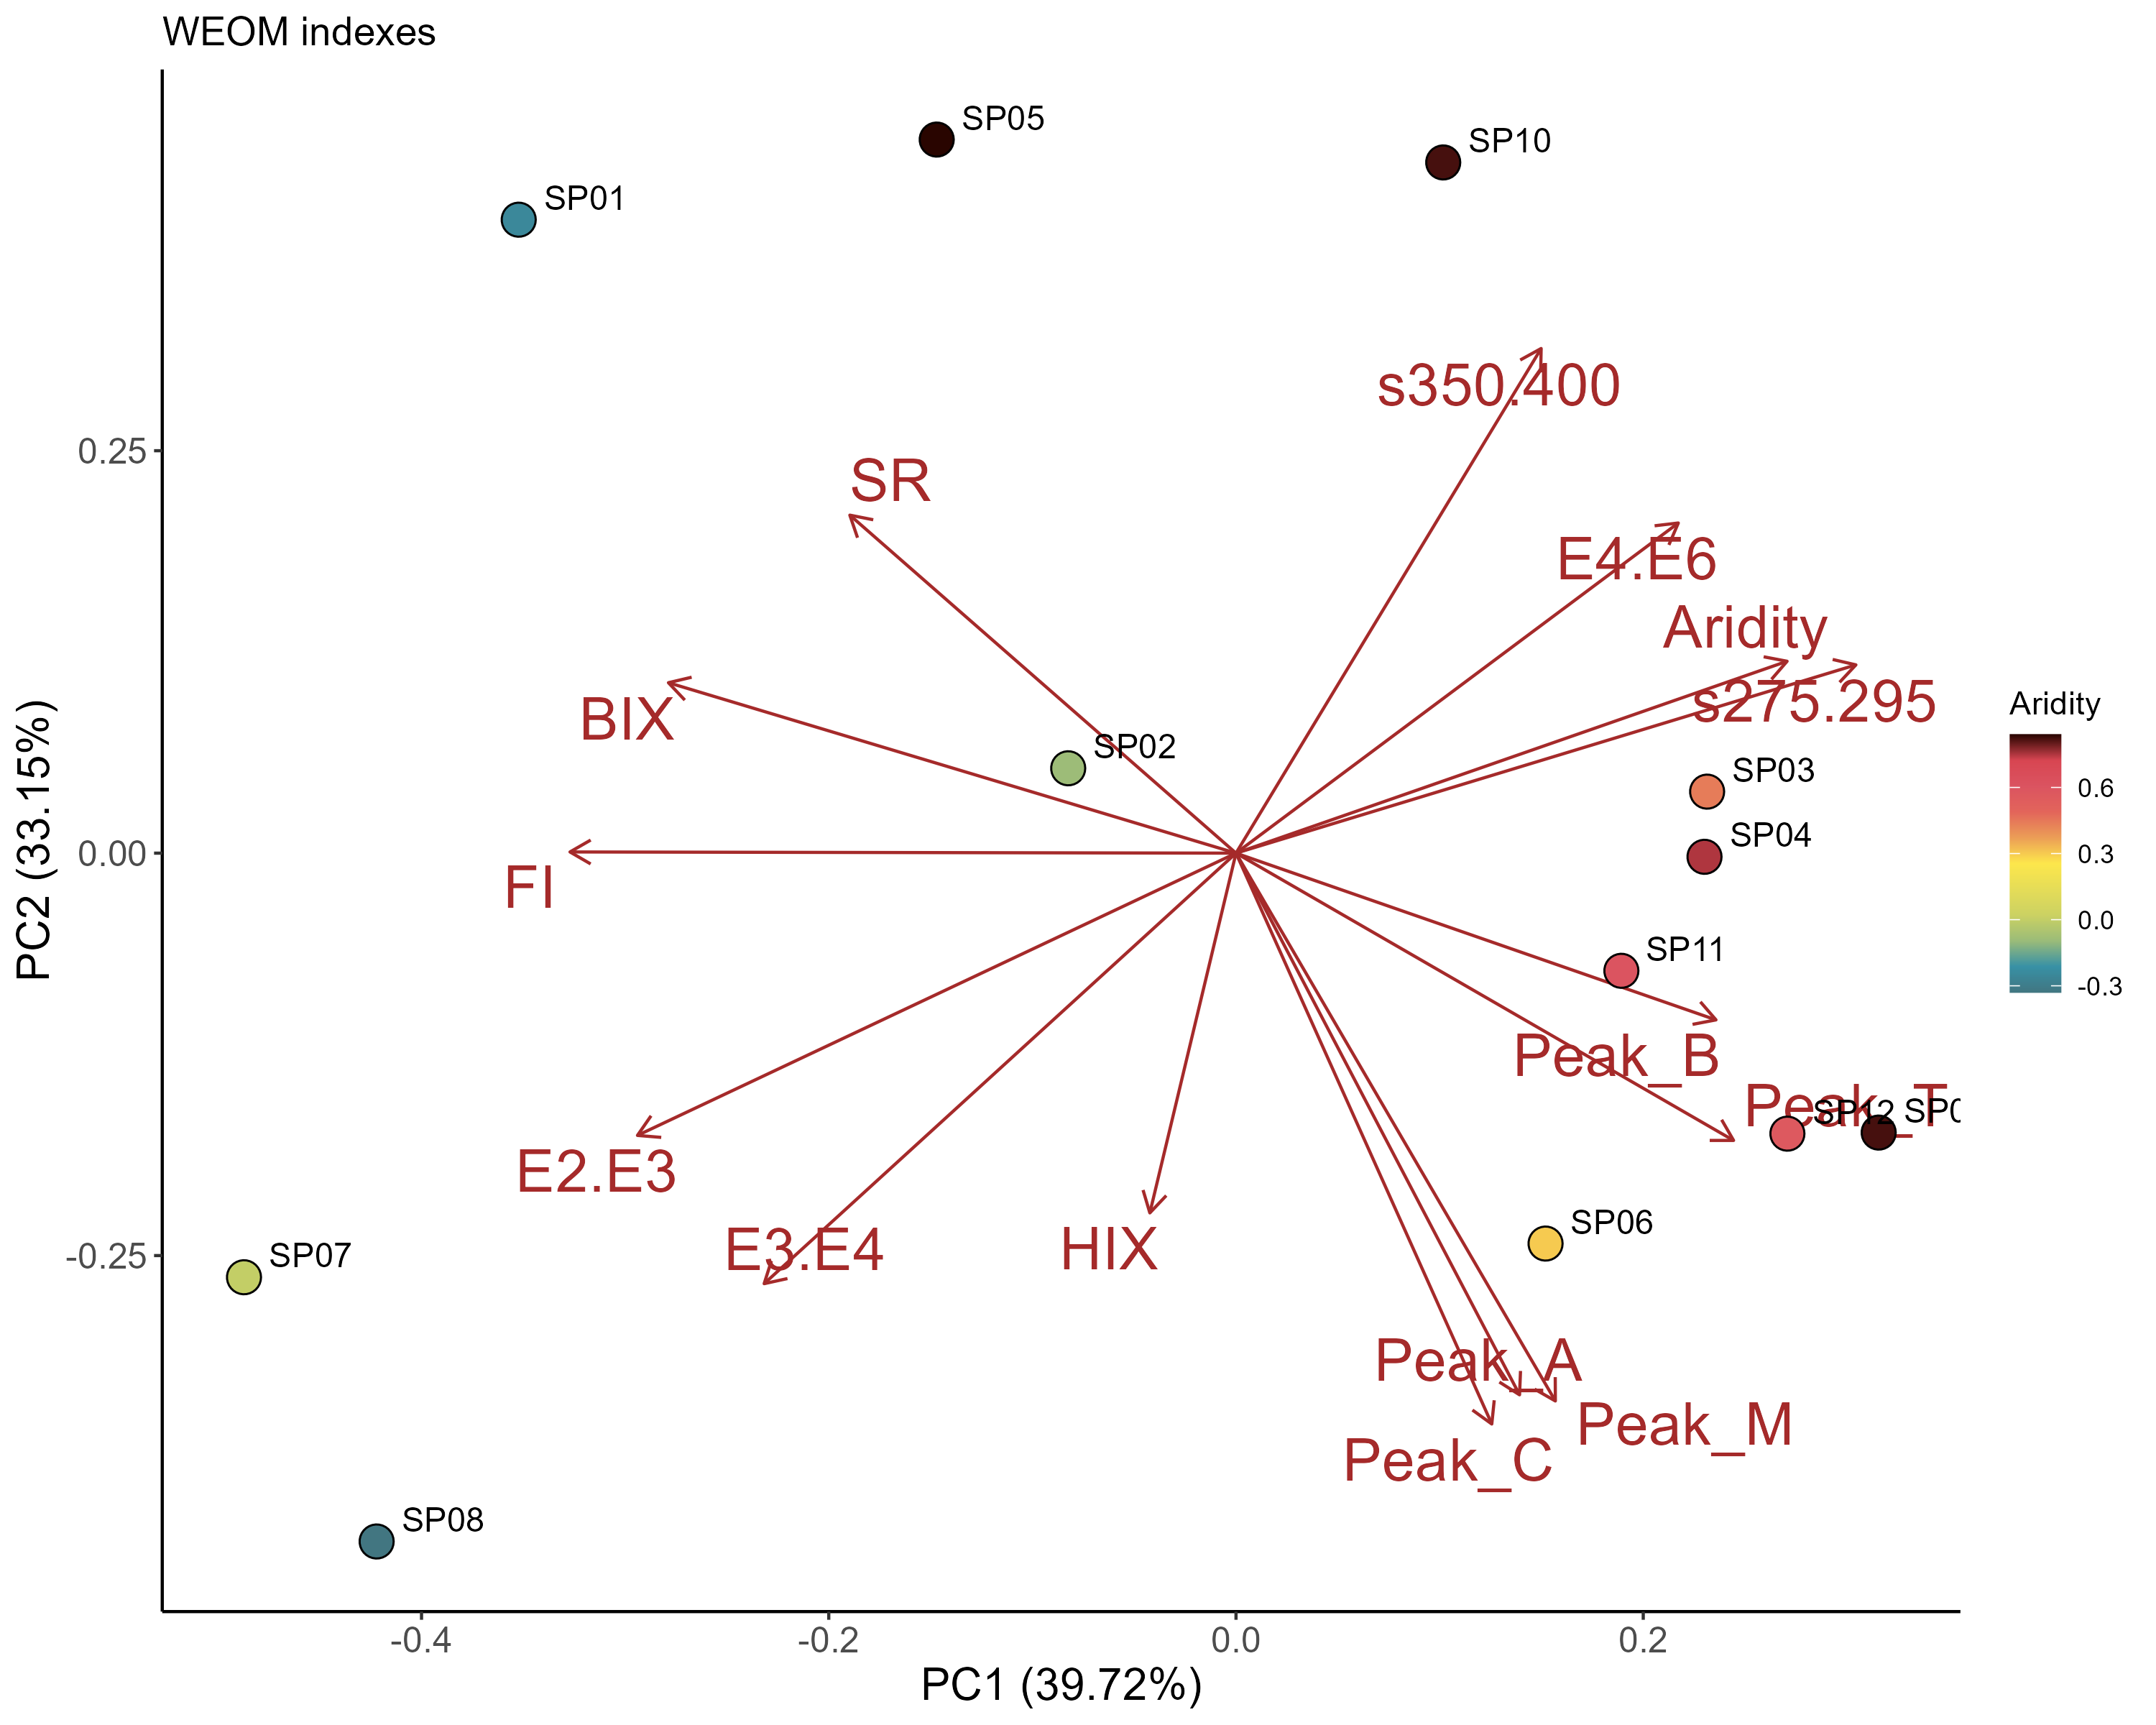 WEOM indexes
SP05
SP10
SP01
s350.400
0.25
SR
E4.E6
Aridity
s275.295
BIX
SP02
SP03
SP04
0.00
FI
SP11
Peak_B
Peak_T
SP12
E2.E3
SP06
E3.E4
HIX
-0.25
SP07
Peak_A
Peak_M
Peak_C
SP08
-0.4
-0.2
0.0
0.2
PC1 (39.72%)
PC2 (33.15%)
Aridity
0.6
0.3
0.0
-0.3